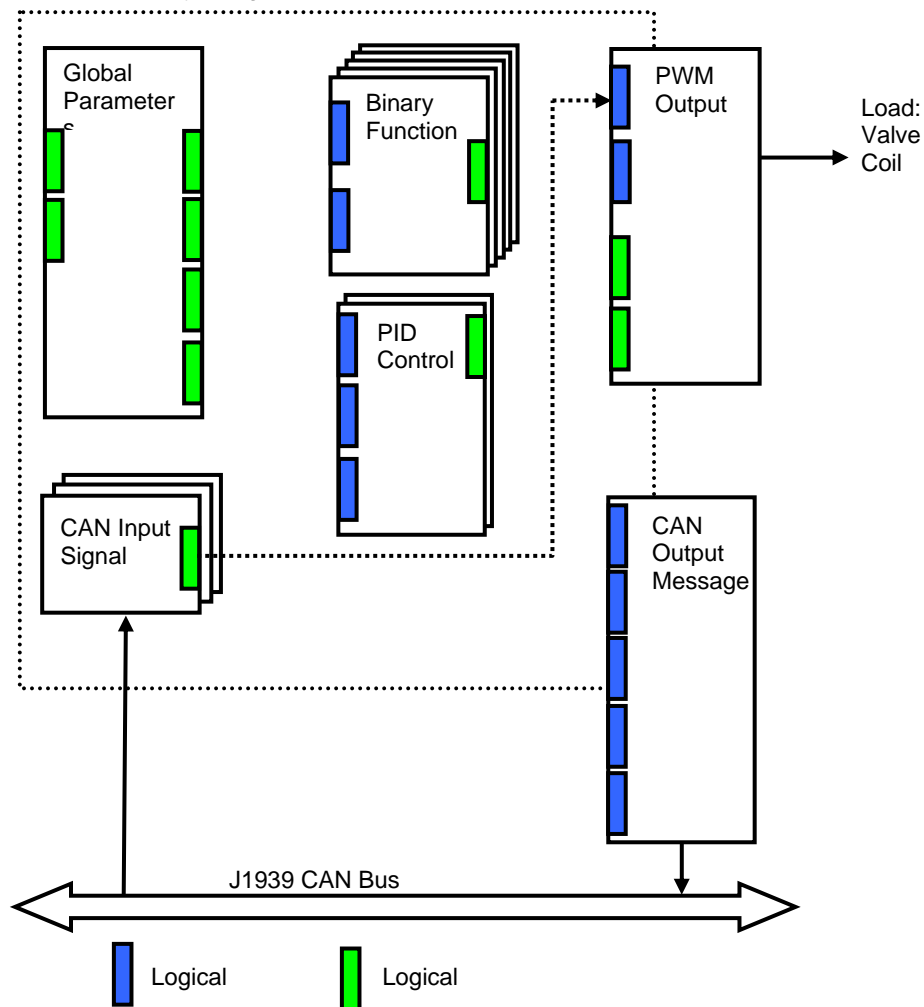 Global
Parameter
s
Binary
Function
PWM
Output
Load:
Valve
Coil
PID
Control
CAN Input
Signal
CAN
Output
Message
J1939 CAN Bus
Logical
Logical